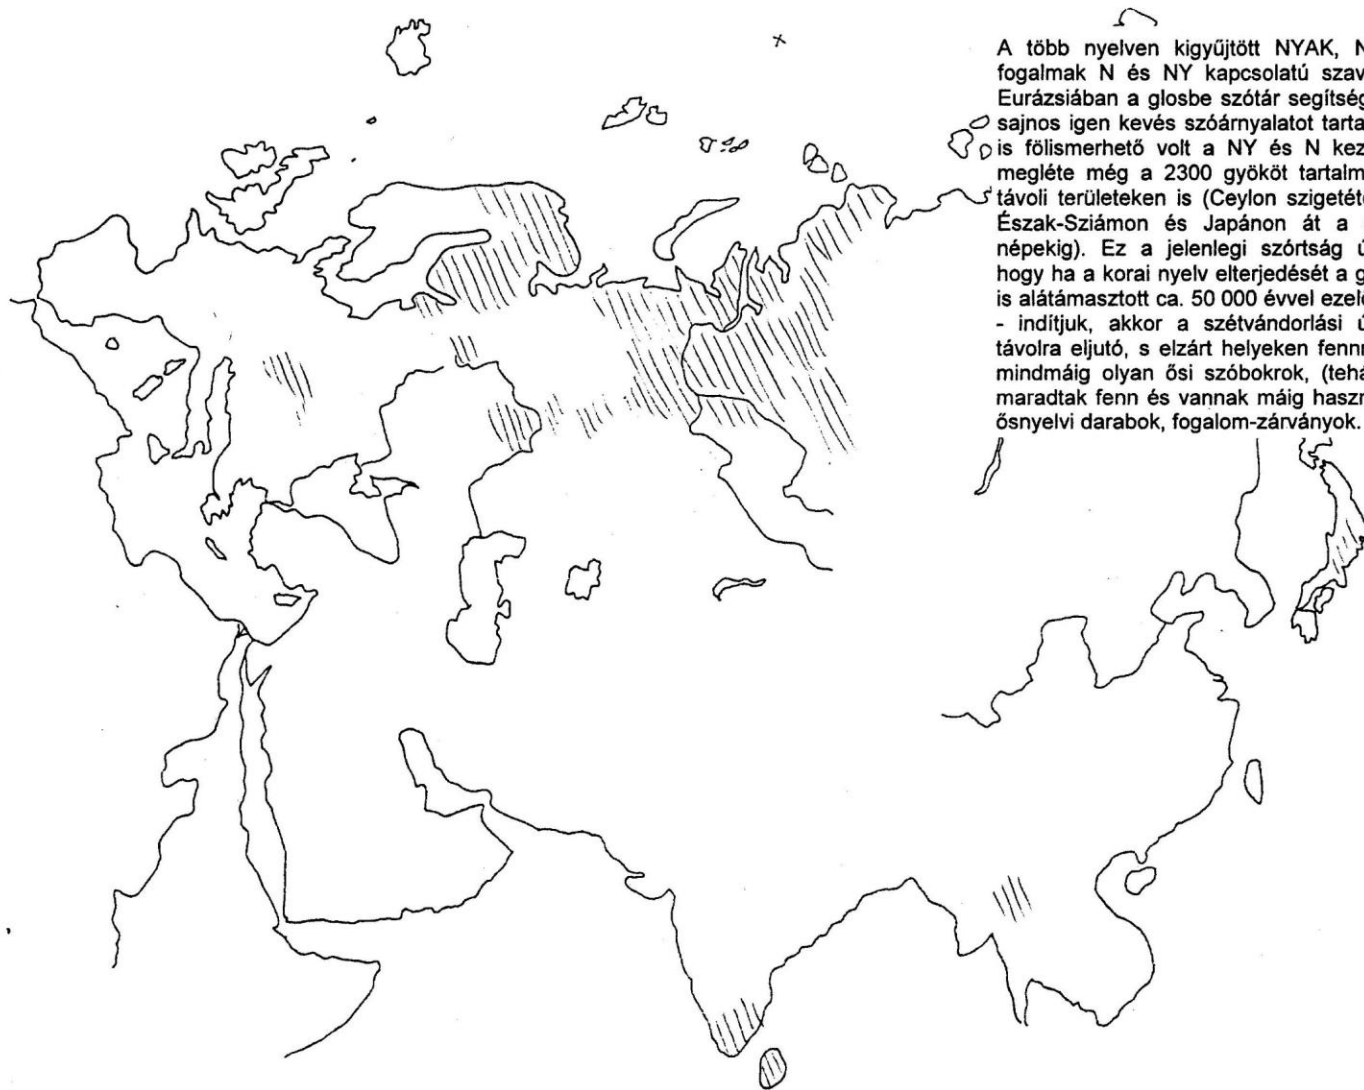 A több nyelven kigyűjtött NYAK, N
fogalmak N és NY kapcsolatú szav
Eurázsiában a glosbe szótár segítség
sajnos igen kevés szóárnyalatot tarta
is fölismerhető volt a NY és N kez
megléte még a 2300 gyököt tartalm
távoli területeken is (Ceylon szigetét
Észak-Sziámon és Japánon át a
népekig). Ez a jelenlegi szórtság ú
hogy ha a korai nyelv elterjedését a g
is alátámasztott ca. 50 000 évvel ezel
- indítjuk, akkor a szétvándorlási ú
távolra eljutó, s elzárt helyeken fenn
mindmáig olyan ősi szóbokrok, (tehá
maradtak fenn és vannak máig haszn
ősnyelvi darabok, fogalom-zárványok.